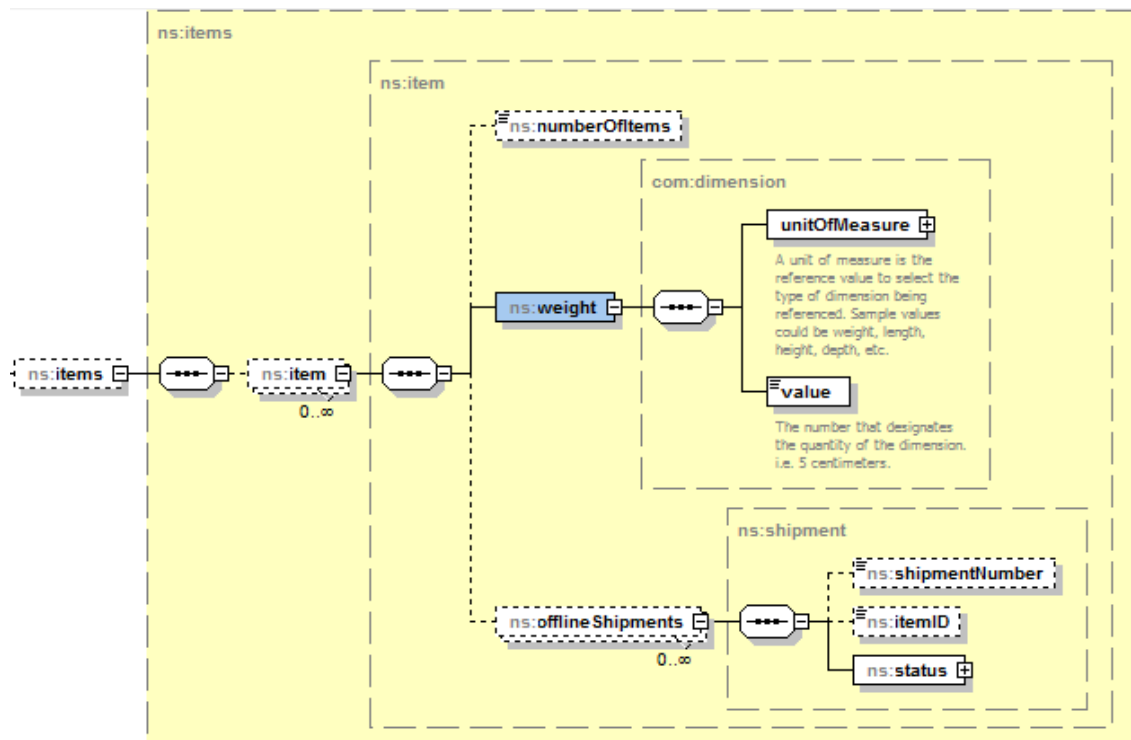 ns:items
ns:item
ns:numberOfItems
com:dimension
unitOfMeasure
A unit of measure is the
reference value to select the
type of dimension being
referenced. Sample values
could be weight, length,
height, depth, etc.
ns:weight
value
The number that designates
the quantity of the dimension.
i.e. 5 centimeters.
ns:items
ns:item
0..∞
ns:shipment
ns:shipmentNumber
ns:offlineShipments
0..∞
ns:itemID
ns:status